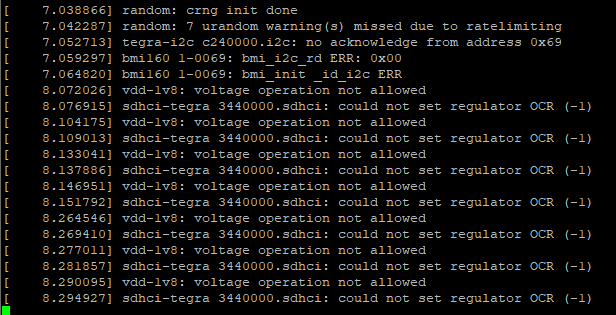 [    7.038866] random: crng init done
[    7.042287] random: 7 urandom warning(s) missed due to ratelimiting
[    7.052713] tegra-i2c c240000.i2c: no acknowledge from address 0x69
[    7.059297] bmi160 1-0069: bmi_i2c_rd ERR: 0x00
[    7.064820] bmi160 1-0069: bmi_init _id_i2c ERR
[    8.072026] vdd-1v8: voltage operation not allowed
[    8.076915] sdhci-tegra 3440000.sdhci: could not set regulator OCR (-1)
[    8.104175] vdd-1v8: voltage operation not allowed
[    8.109013] sdhci-tegra 3440000.sdhci: could not set regulator OCR (-1)
[    8.133041] vdd-1v8: voltage operation not allowed
[    8.137886] sdhci-tegra 3440000.sdhci: could not set regulator OCR (-1)
[    8.146951] vdd-1v8: voltage operation not allowed
[    8.151792] sdhci-tegra 3440000.sdhci: could not set regulator OCR (-1)
[    8.264546] vdd-1v8: voltage operation not allowed
[    8.269410] sdhci-tegra 3440000.sdhci: could not set regulator OCR (-1)
[    8.277011] vdd-1v8: voltage operation not allowed
[    8.281857] sdhci-tegra 3440000.sdhci: could not set regulator OCR (-1)
[    8.290095] vdd-1v8: voltage operation not allowed
[    8.294927] sdhci-tegra 3440000.sdhci: could not set regulator OCR (-1)